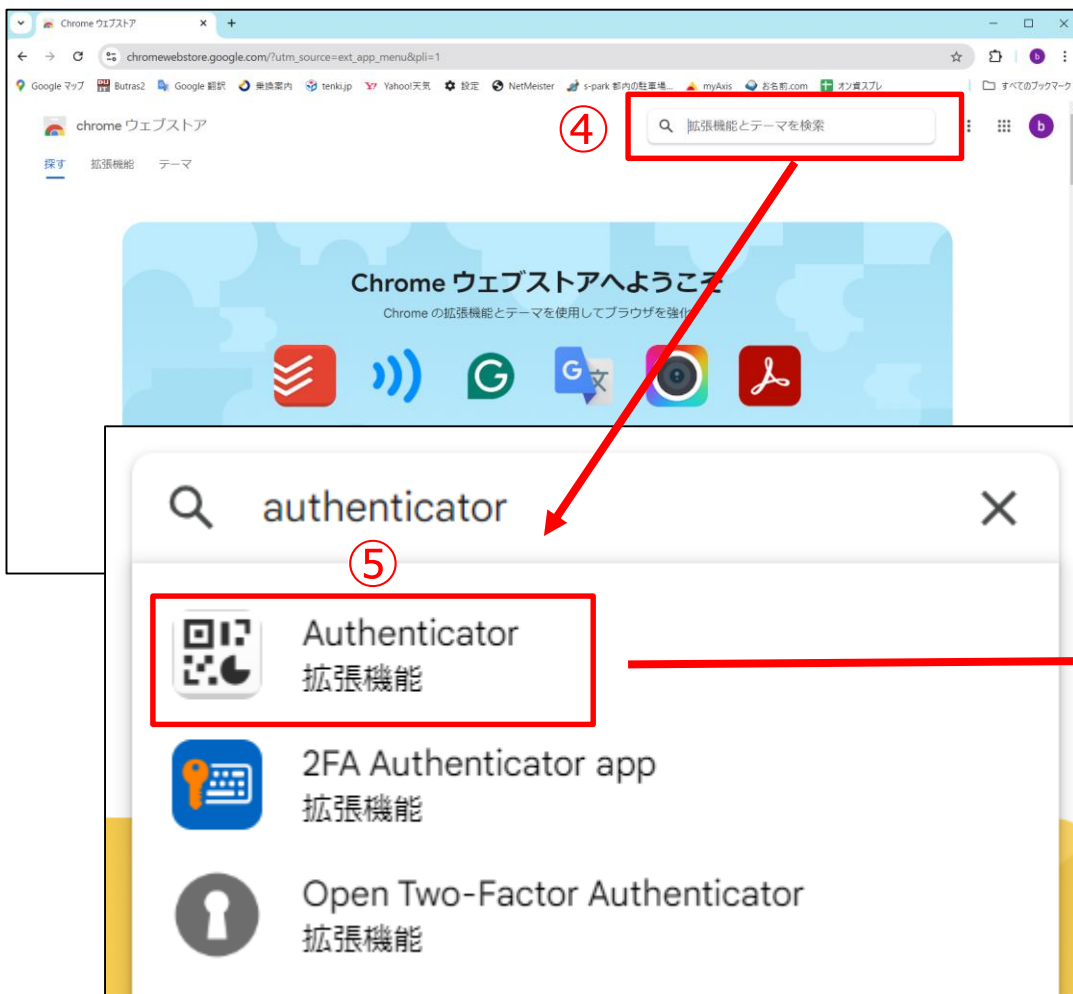 Chrome ウェブストア
chromewebstore.google.com/?utm_source=ext_app_menu&pli=1
Google マップ Butras2 Google 翻訳 乗換案内 tenki.jp Yahoo!天気 設定 NetMeister s-park 都内の駐車場... myAxis お名前.com オン資スプレ すべてのブックマーク
chrome ウェブストア
④
拡張機能とテーマを検索
b
探す 拡張機能 テーマ
Chrome ウェブストアへようこそ
Chrome の拡張機能とテーマを使用してブラウザを強化
authenticator
⑤
Authenticator
拡張機能
2FA Authenticator app
拡張機能
Open Two-Factor Authenticator
拡張機能